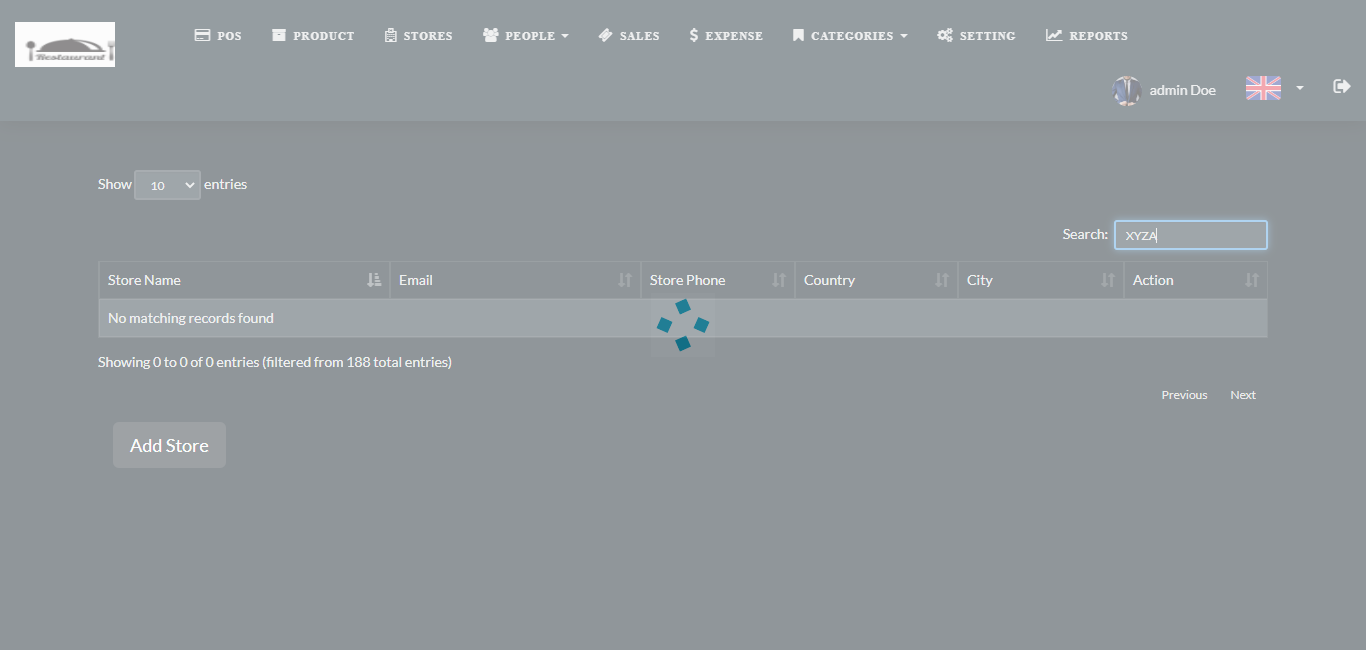 Restaurant
POS PRODUCT STORES PEOPLE SALES EXPENSE CATEGORIES SETTING REPORTS
admin Doe
Show 10 entries
Search: XYZA
Store Name Email Store Phone Country City Action
No matching records found
Showing 0 to 0 of 0 entries (filtered from 188 total entries)
Previous Next
Add Store